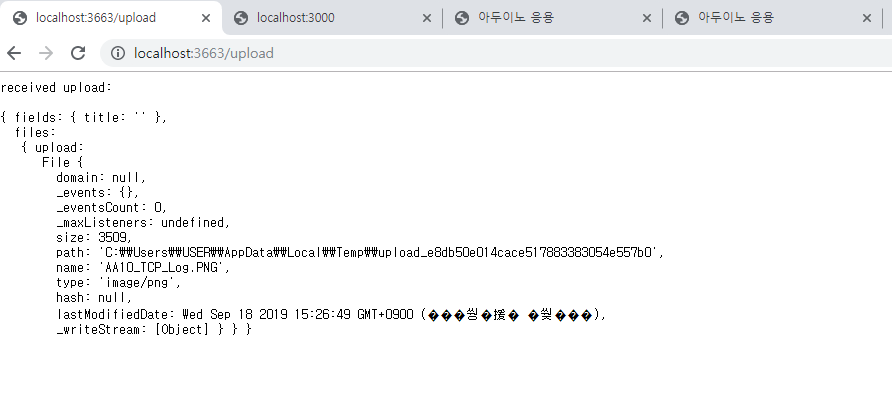 localhost:3663/upload
localhost:3000
아두이노 응용
아두이노 응용
localhost:3663/upload
received upload:
{ fields: { title: '' },
files:
{ upload:
File {
domain: null,
_events: {},
_eventsCount: 0,
_maxListeners: undefined,
size: 3509,
path: 'C:₩₩Users₩₩USER₩₩AppData₩₩Local₩₩Temp₩₩upload_e8db50e014cace517883383054e557b0',
name: 'AA10_TCP_Log.PNG',
type: 'image/png',
hash: null,
lastModifiedDate: Wed Sep 18 2019 15:26:49 GMT+0900 (���),
_writeStream: [Object] } } }